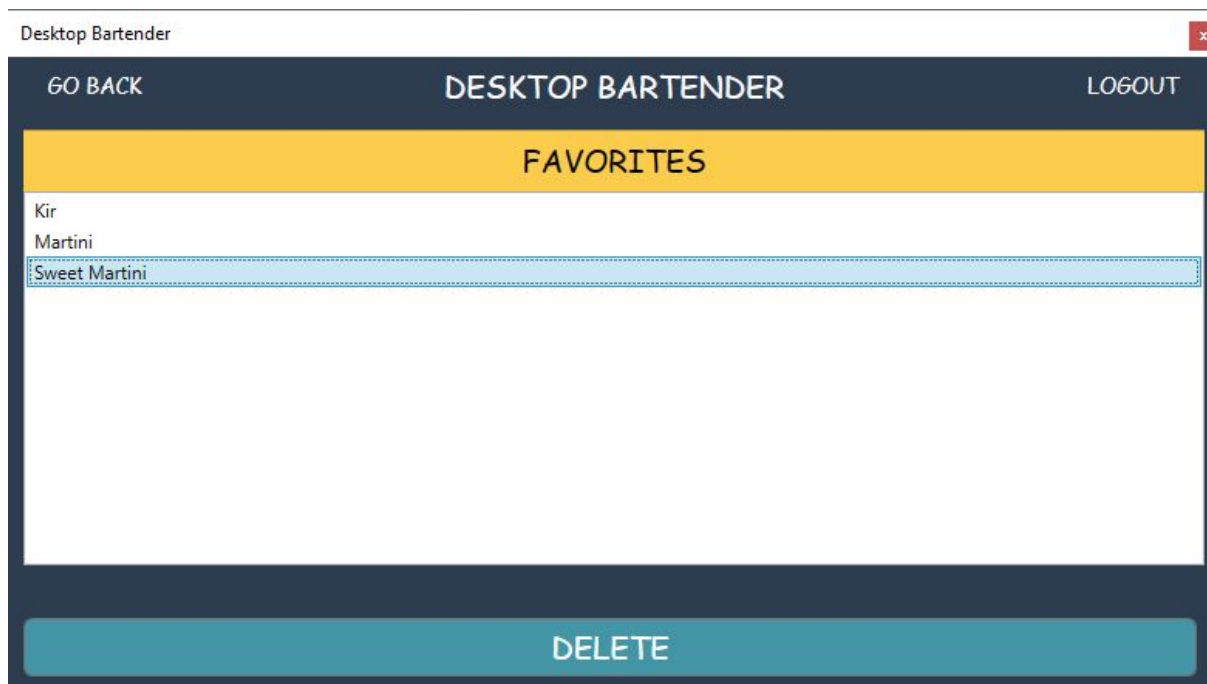 Desktop Bartender
x
GO BACK DESKTOP BARTENDER LOGOUT
FAVORITES
Kir
Martini
Sweet Martini
DELETE